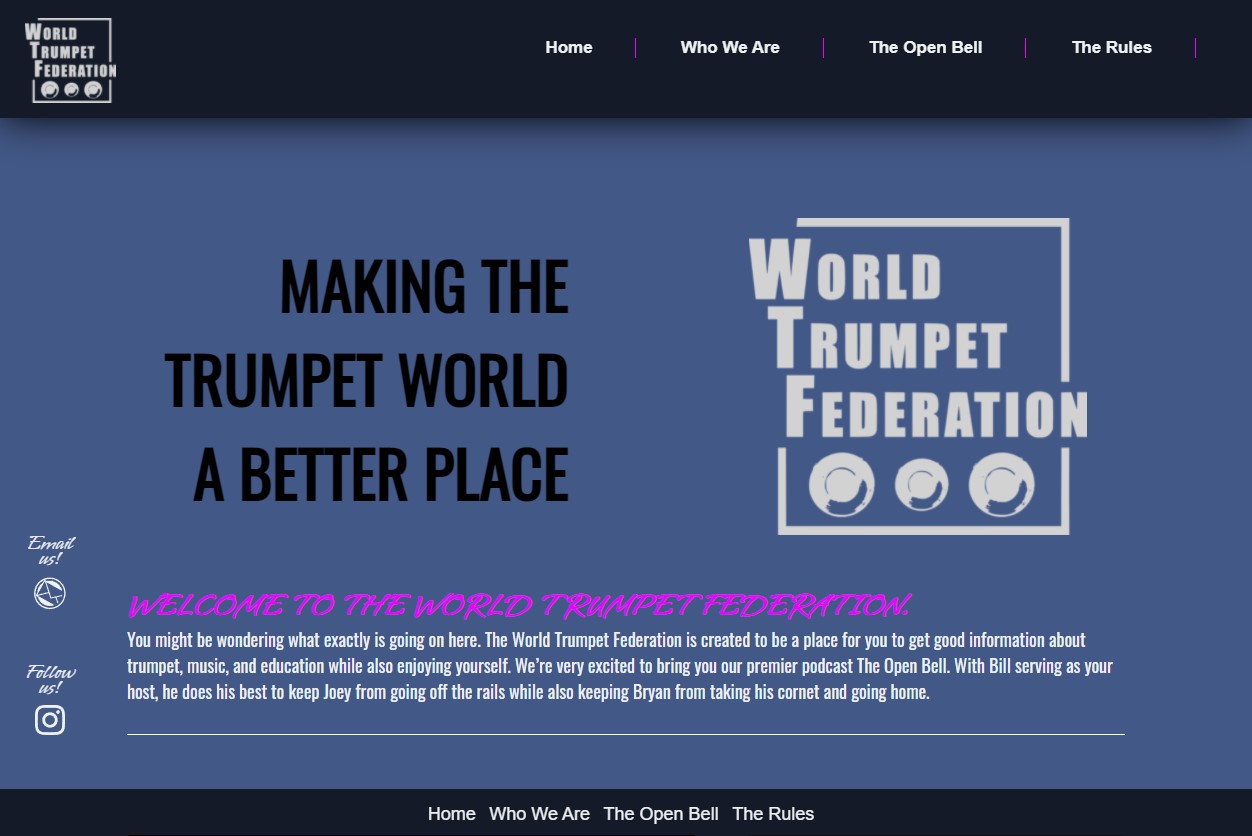 WORLD
TRUMPET
FEDERATION
Home
Who We Are
The Open Bell
The Rules
MAKING THE
TRUMPET WORLD
A BETTER PLACE
WORLD
TRUMPET
FEDERATION
Email
us!
Follow
us!
WELCOME TO THE WORLD TRUMPET FEDERATION.
You might be wondering what exactly is going on here. The World Trumpet Federation is created to be a place for you to get good information about
trumpet, music, and education while also enjoying yourself. We’re very excited to bring you our premier podcast The Open Bell. With Bill serving as your
host, he does his best to keep Joey from going off the rails while also keeping Bryan from taking his cornet and going home.
Home Who We Are The Open Bell The Rules